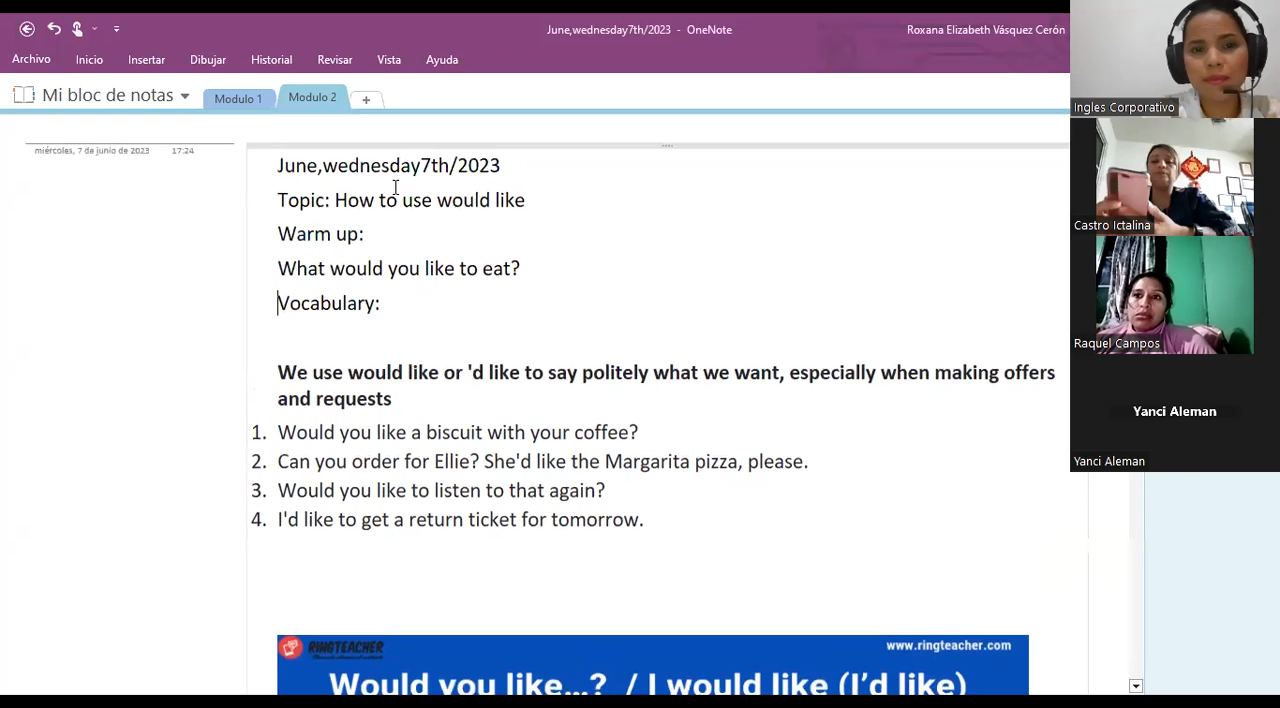 June,wednesday7th/2023 - OneNote
Roxana Elizabeth Vásquez Cerón
Archivo Inicio Insertar Dibujar Historial Revisar Vista Ayuda
Mi bloc de notas Modulo 1 Modulo 2
miércoles, 7 de junio de 2023 17:24
June,wednesday7th/2023
Topic: How to use would like
Warm up:
What would you like to eat?
Vocabulary:
We use would like or 'd like to say politely what we want, especially when making offers
and requests
1. Would you like a biscuit with your coffee?
2. Can you order for Ellie? She'd like the Margarita pizza, please.
3. Would you like to listen to that again?
4. I'd like to get a return ticket for tomorrow.
RINGTEACHER
www.ringteacher.com
Would you like...? / I would like (I'd like)
Ingles Corporativo
Castro Ictalina
Raquel Campos
Yanci Aleman
Yanci Aleman